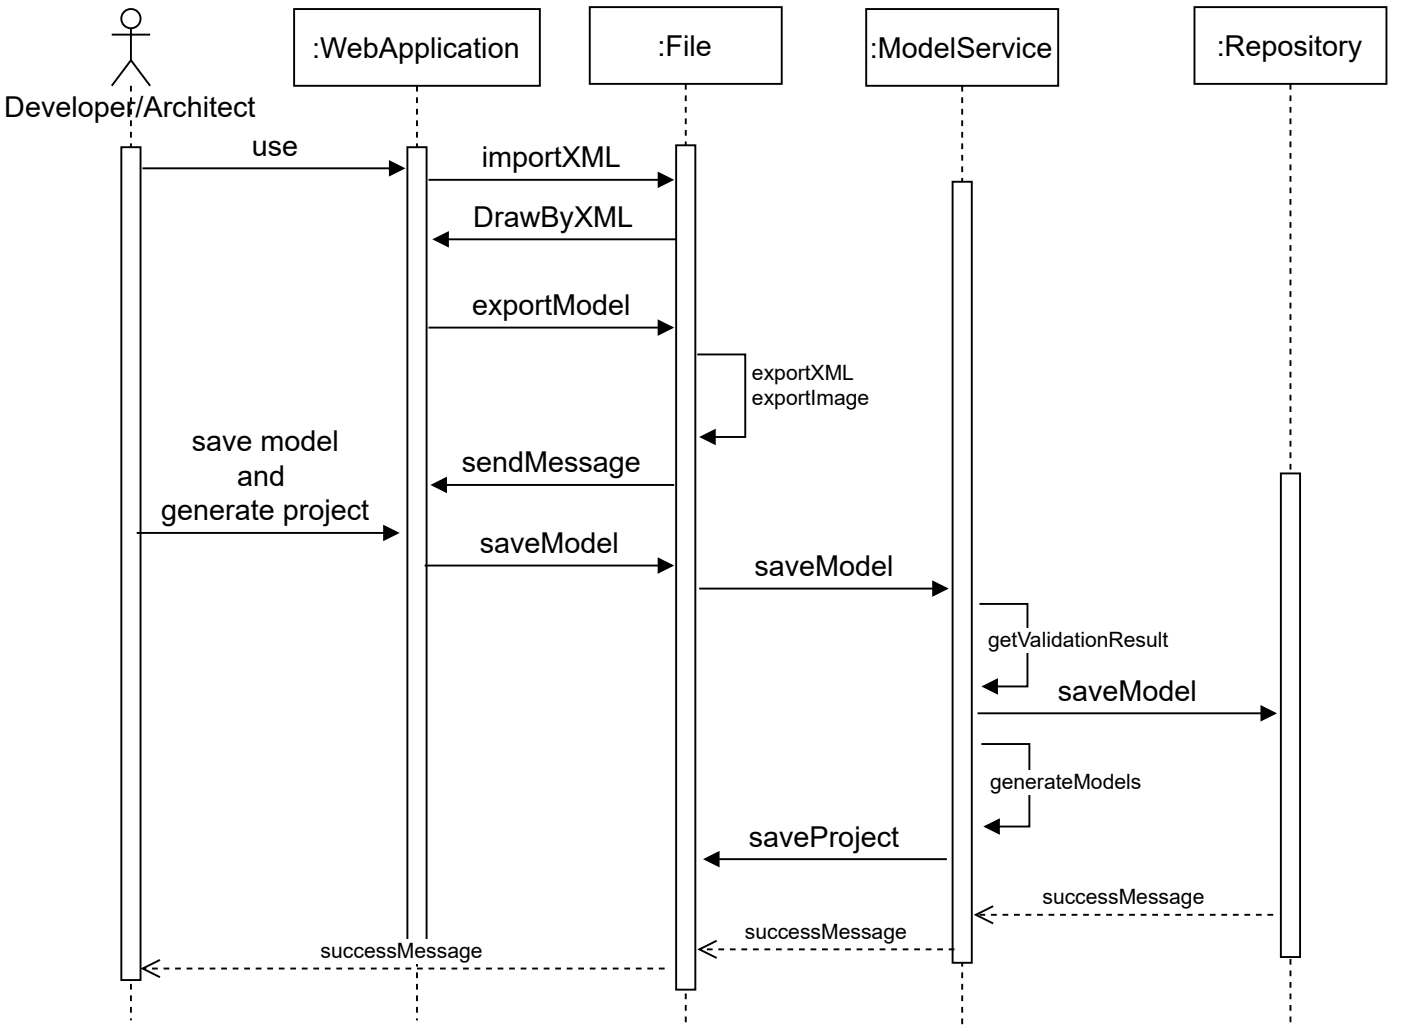 :WebApplication
:File
:ModelService
:Repository
Developer/Architect
use
importXML
DrawByXML
exportModel
exportXML
exportImage
save model
and
generate project
sendMessage
saveModel
saveModel
getValidationResult
saveModel
generateModels
saveProject
successMessage
successMessage
successMessage